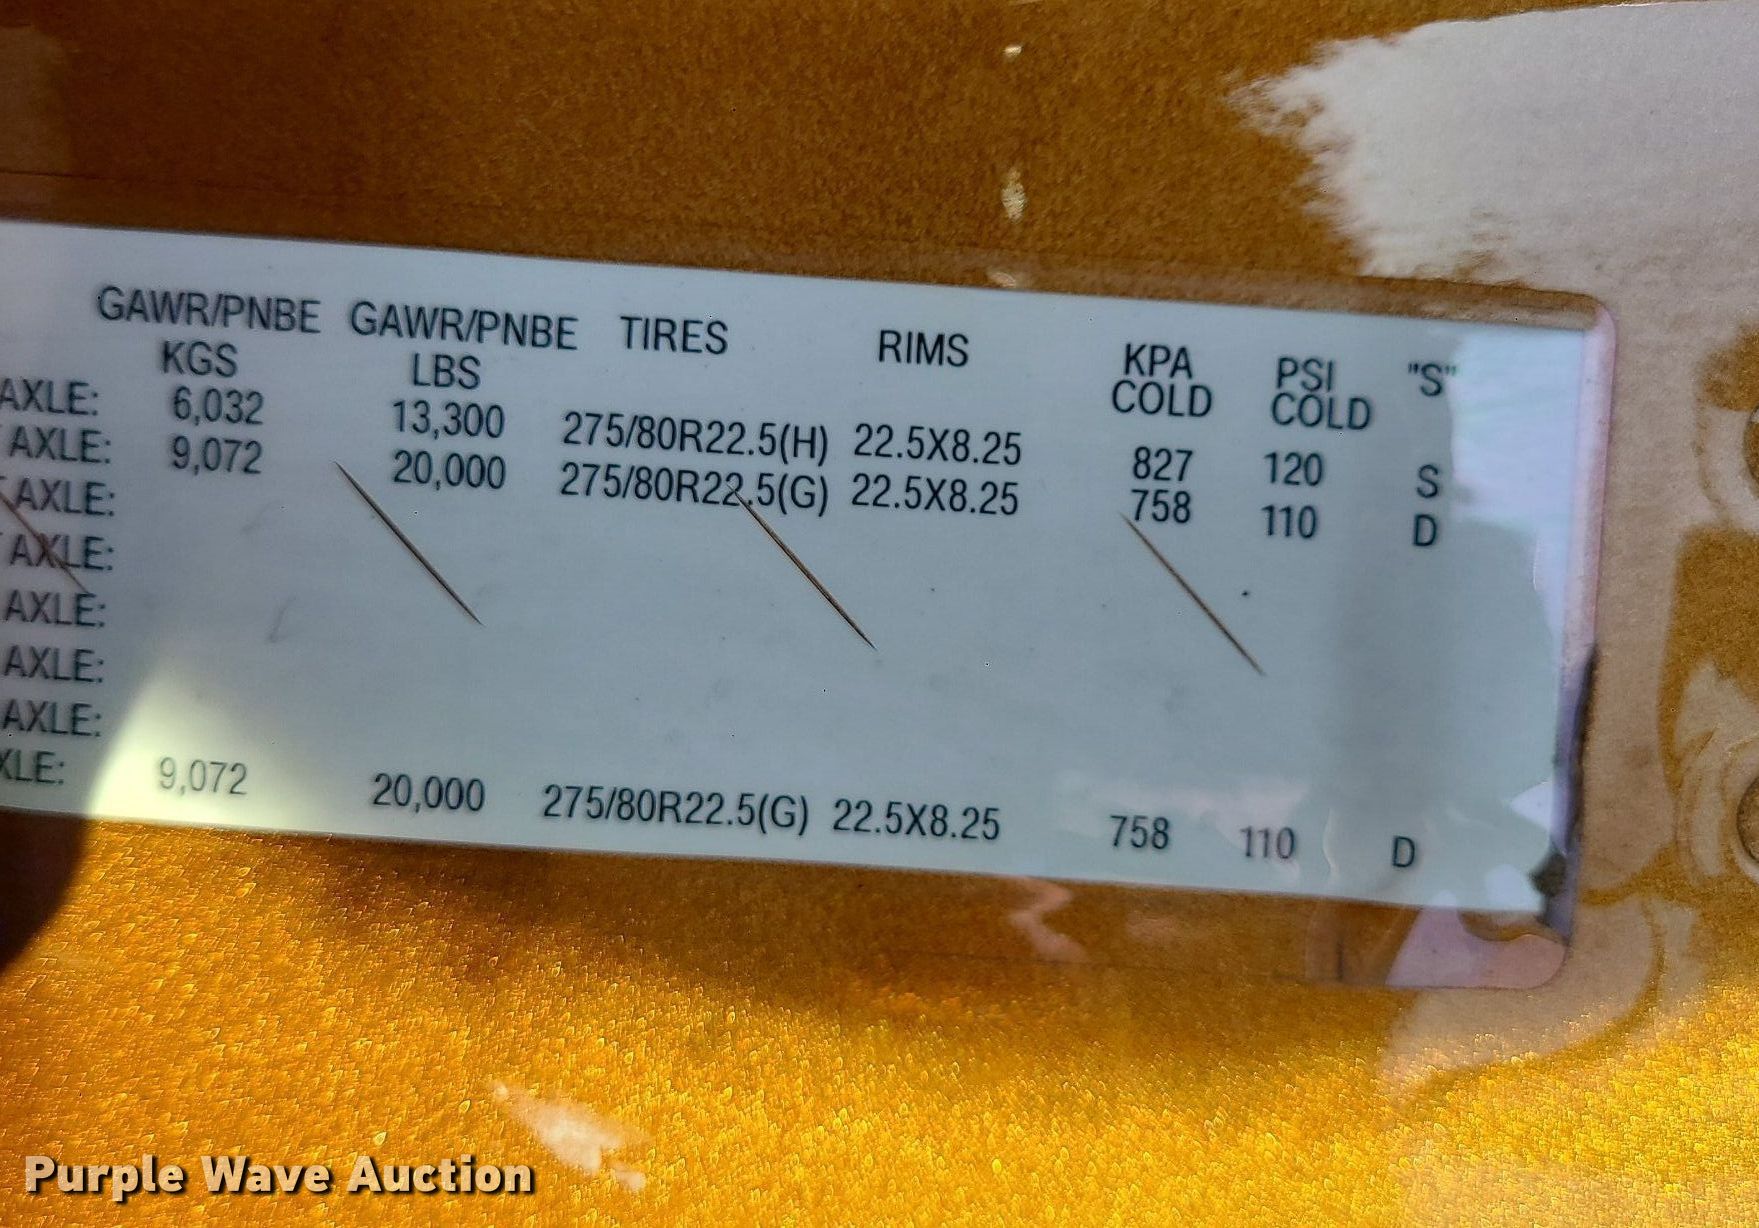 GAWR/PNBE GAWR/PNBE TIRES RIMS KPA PSI "S"
KGS LBS COLD COLD
AXLE: 6,032 13,300 275/80R22.5(H) 22.5X8.25 827 120 S
AXLE: 9,072 20,000 275/80R22.5(G) 22.5X8.25 758 110 D
AXLE:
AXLE:
AXLE:
AXLE:
AXLE:
XLE: 9,072 20,000 275/80R22.5(G) 22.5X8.25 758 110 D
Purple Wave Auction